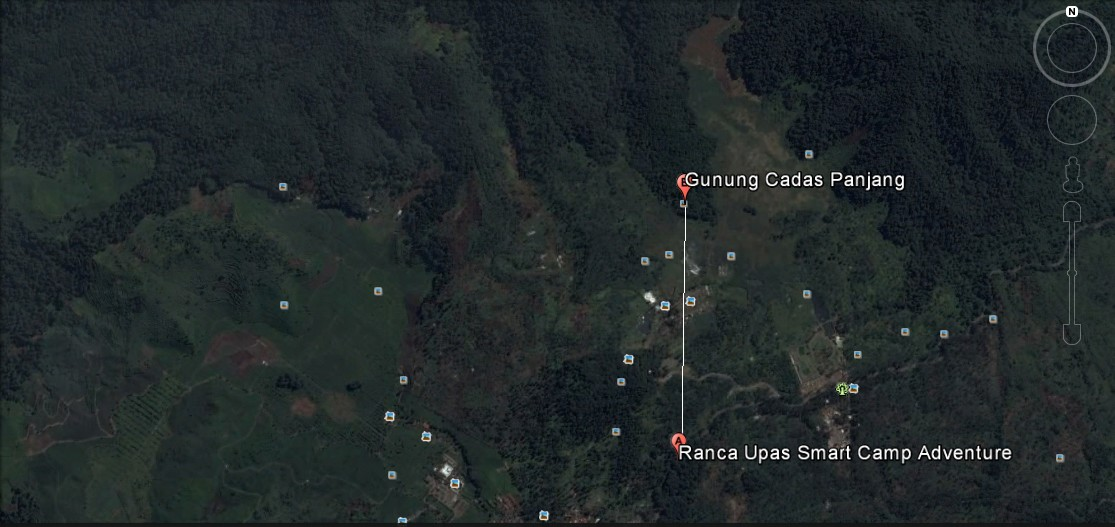 N
Gunung Cadas Panjang
A
Ranca Upas Smart Camp Adventure